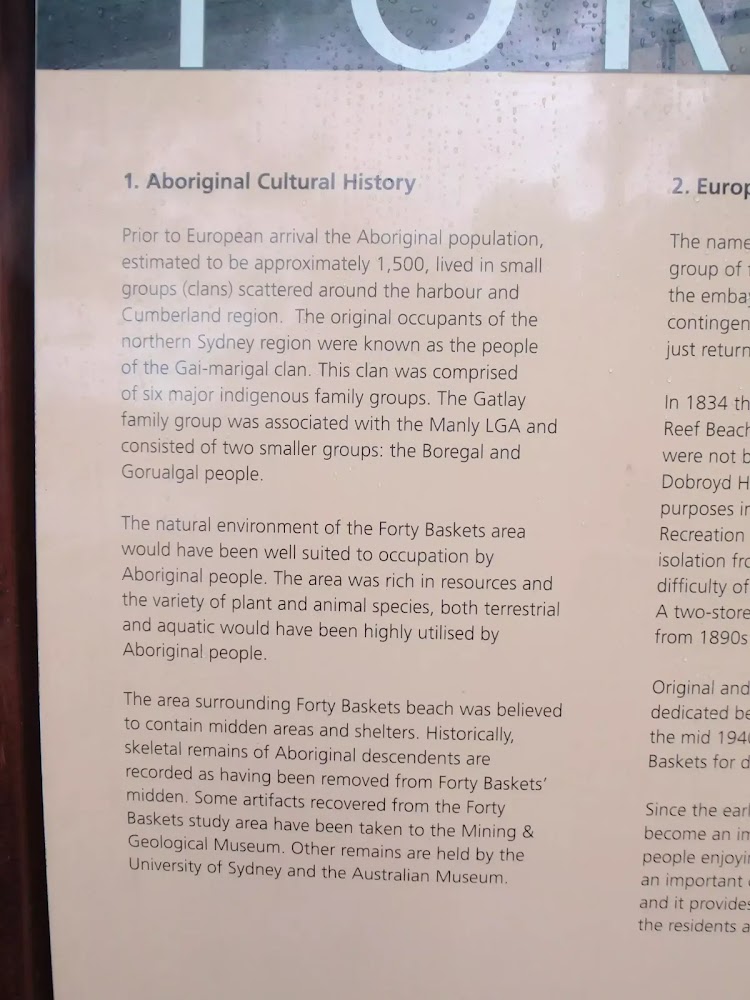 FOR
1. Aboriginal Cultural History
Prior to European arrival the Aboriginal population,
estimated to be approximately 1,500, lived in small
groups (clans) scattered around the harbour and
Cumberland region. The original occupants of the
northern Sydney region were known as the people
of the Gai-marigal clan. This clan was comprised
of six major indigenous family groups. The Gatlay
family group was associated with the Manly LGA and
consisted of two smaller groups: the Boregal and
Gorualgal people.
The natural environment of the Forty Baskets area
would have been well suited to occupation by
Aboriginal people. The area was rich in resources and
the variety of plant and animal species, both terrestrial
and aquatic would have been highly utilised by
Aboriginal people.
The area surrounding Forty Baskets beach was believed
to contain midden areas and shelters. Historically,
skeletal remains of Aboriginal descendents are
recorded as having been removed from Forty Baskets'
midden. Some artifacts recovered from the Forty
Baskets study area have been taken to the Mining &
Geological Museum. Other remains are held by the
University of Sydney and the Australian Museum.
2. Europ
The name
group of
the embay
contingen
just return
In 1834 th
Reef Beach
were not b
Dobroyd H
purposes in
Recreation
isolation fro
difficulty of
A two-store
from 1890s
Original and
dedicated be
the mid 1940
Baskets for d
Since the earl
become an im
people enjoyin
an important
and it provides
the residents a